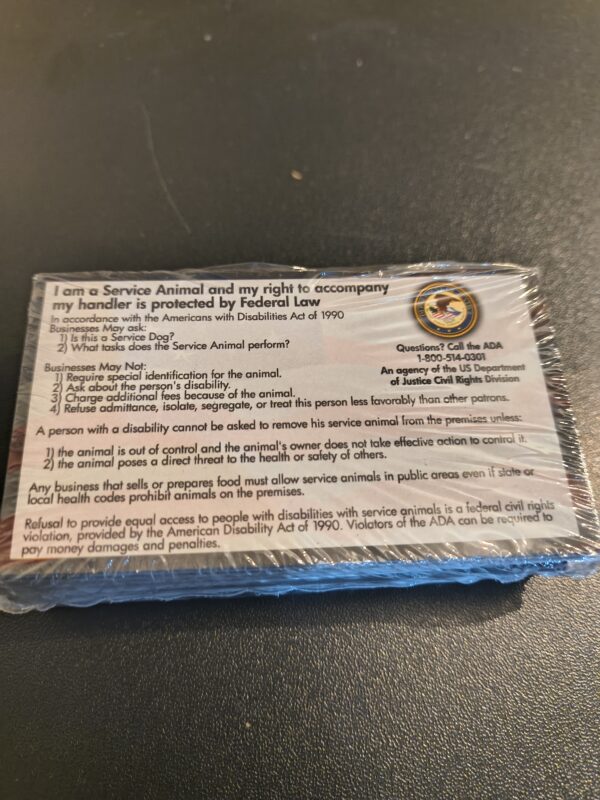 I am a Service Animal and my right to accompany
my handler is protected by Federal Law
In accordance with the Americans with Disabilities Act of 1990
Businesses May ask:
1) Is this a Service Dog?
2) What tasks does the Service Animal perform?
Questions? Call the ADA
1-800-514-0301
An agency of the US Department
of Justice Civil Rights Division
Businesses May Not:
1) Require special identification for the animal.
2) Ask about the person's disability.
3) Charge additional fees because of the animal.
4) Refuse admittance, isolate, segregate, or treat this person less favorably than other patrons.
A person with a disability cannot be asked to remove his service animal from the premises unless:
1) the animal is out of control and the animal's owner does not take effective action to control it.
2) the animal poses a direct threat to the health or safety of others.
Any business that sells or prepares food must allow service animals in public areas even if state or
local health codes prohibit animals on the premises.
Refusal to provide equal access to people with disabilities with service animals is a federal civil rights
violation, provided by the American Disability Act of 1990. Violators of the ADA can be required to
pay money damages and penalties.